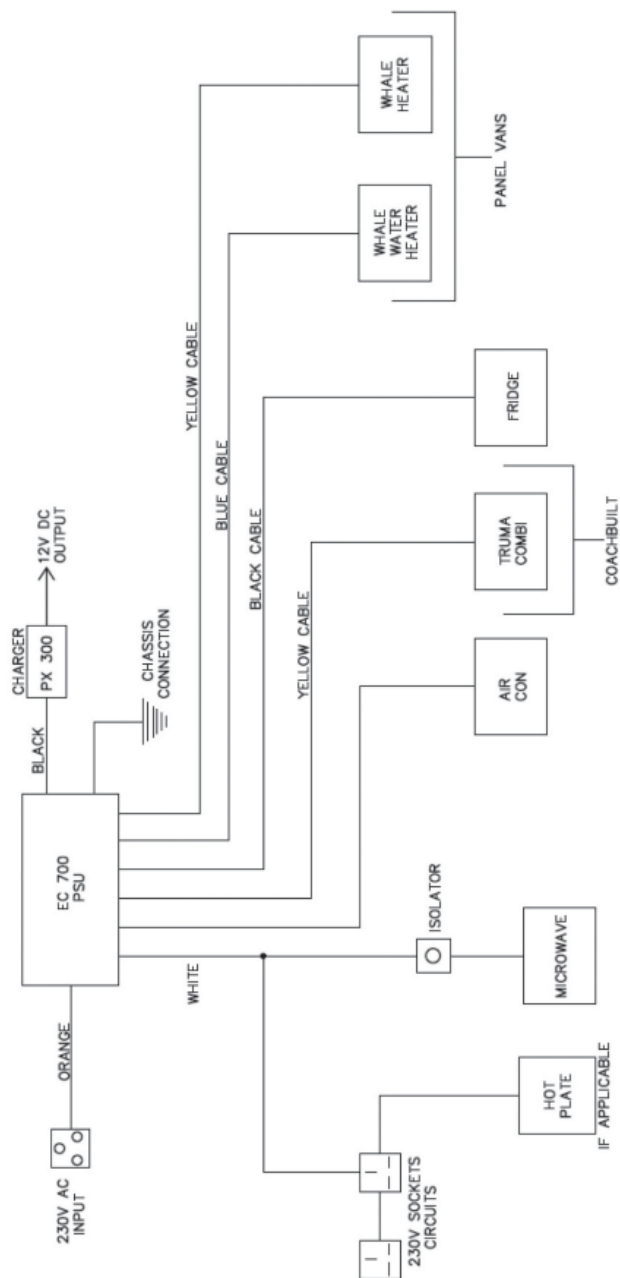 230V AC
INPUT
ORANGE
EC 700
PSU
BLACK
CHARGER
PX 300
12V DC
OUTPUT
CHASSIS
CONNECTION
WHITE
YELLOW CABLE
BLUE CABLE
BLACK CABLE
YELLOW CABLE
230V SOCKETS
CIRCUITS
HOT
PLATE
IF APPLICABLE
ISOLATOR
MICROWAVE
AIR
CON
TRUMA
COMBI
COACHBUILT
FRIDGE
WHALE
WATER
HEATER
WHALE
HEATER
PANEL VANS